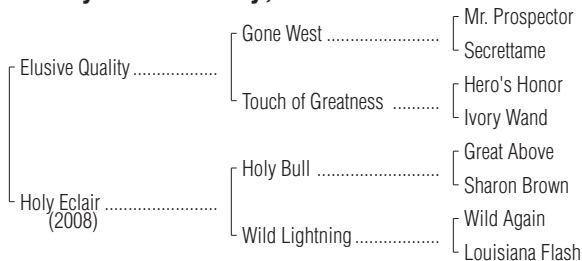 Mr. Prospector
Gone West ........................
Secrettame
Elusive Quality ..................
Hero's Honor
Touch of Greatness ..........
Ivory Wand
Great Above
Holy Bull ..........................
Sharon Brown
Holy Eclair ........................
(2008)
Wild Again
Wild Lightning ..................
Louisiana Flash